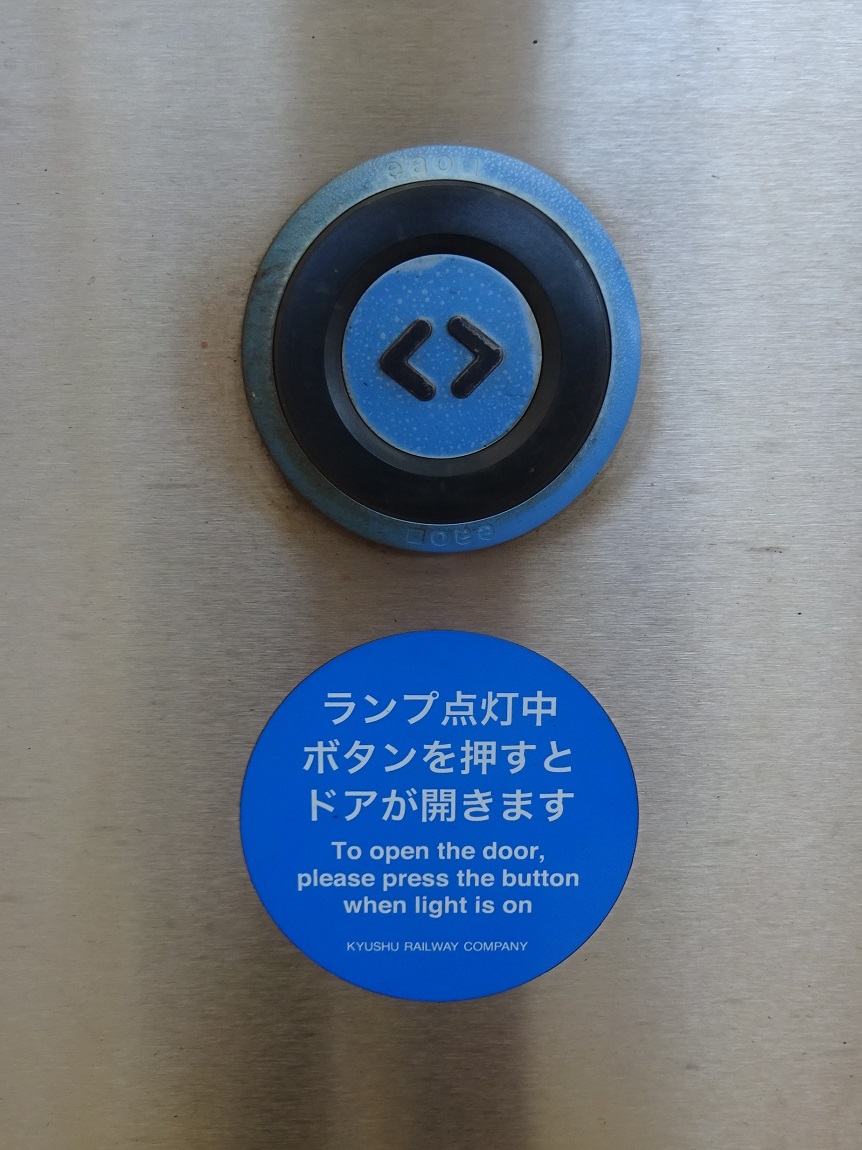 ランプ点灯中
ボタンを押すと
ドアが開きます
To open the door,
please press the button
when light is on
KYUSHU RAILWAY COMPANY